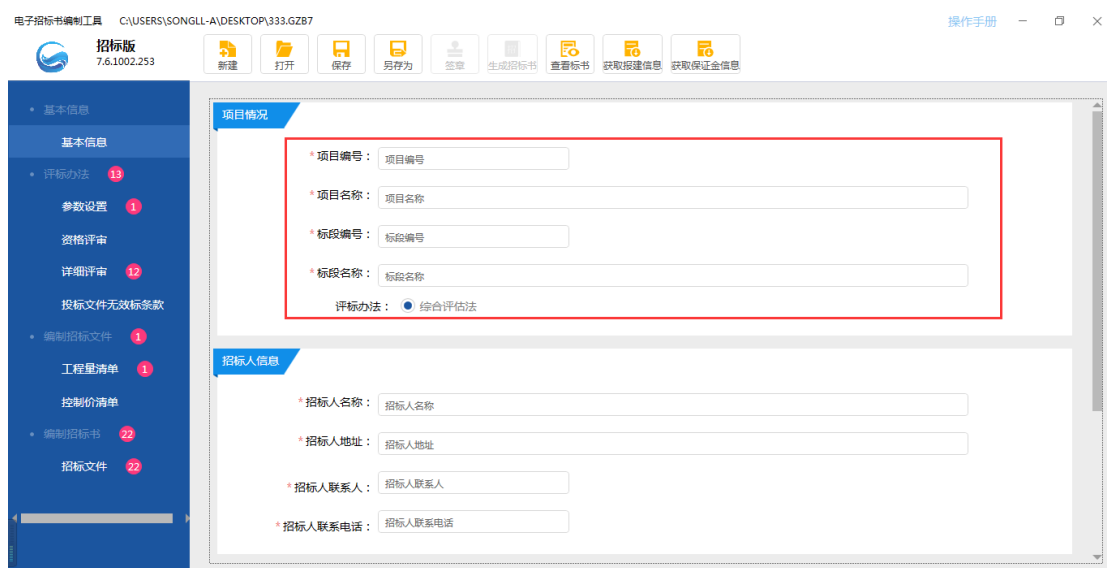 电子招标书编制工具 C:\USERS\SONGLL-A\DESKTOP\333.GZB7
操作手册
招标版
7.6.1002.253
新建
打开
保存
另存为
签章
生成招标书
查看标书
获取报建信息
获取保证金信息
基本信息
基本信息
评标办法 13
参数设置 1
资格评审
详细评审 12
投标文件无效标条款
编制招标文件 1
工程量清单 1
控制价清单
编制招标书 22
招标文件 22
项目情况
*项目编号： 项目编号
*项目名称： 项目名称
*标段编号： 标段编号
*标段名称： 标段名称
评标办法： 综合评估法
招标人信息
*招标人名称： 招标人名称
*招标人地址： 招标人地址
*招标人联系人： 招标人联系人
*招标人联系电话： 招标人联系电话